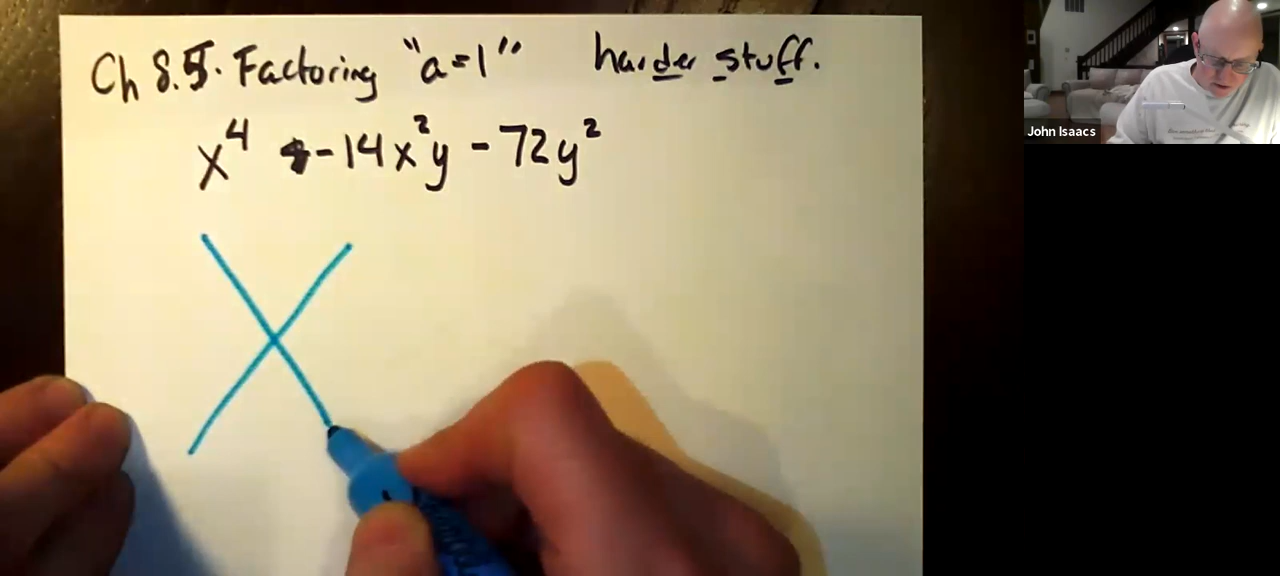 Ch 8.5. Factoring "a=1" harder stuff.
x⁴ -14x²y - 72y²
John Isaacs